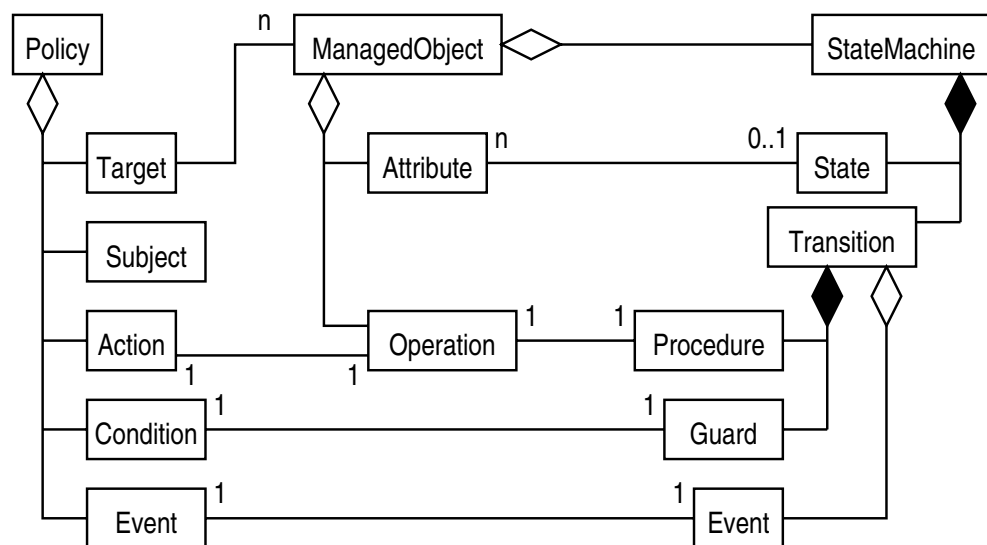 n
Policy
ManagedObject
StateMachine
n
0..1
Target
Attribute
State
Transition
Subject
1
1
Action
Operation
Procedure
1
1
1
1
Condition
Guard
1
1
Event
Event